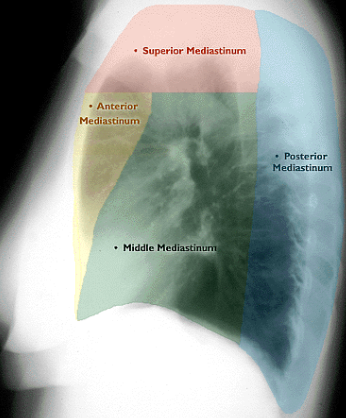 • Superior Mediastinum
• Anterior
Mediastinum
• Posterior
Mediastinum
• Middle Mediastinum